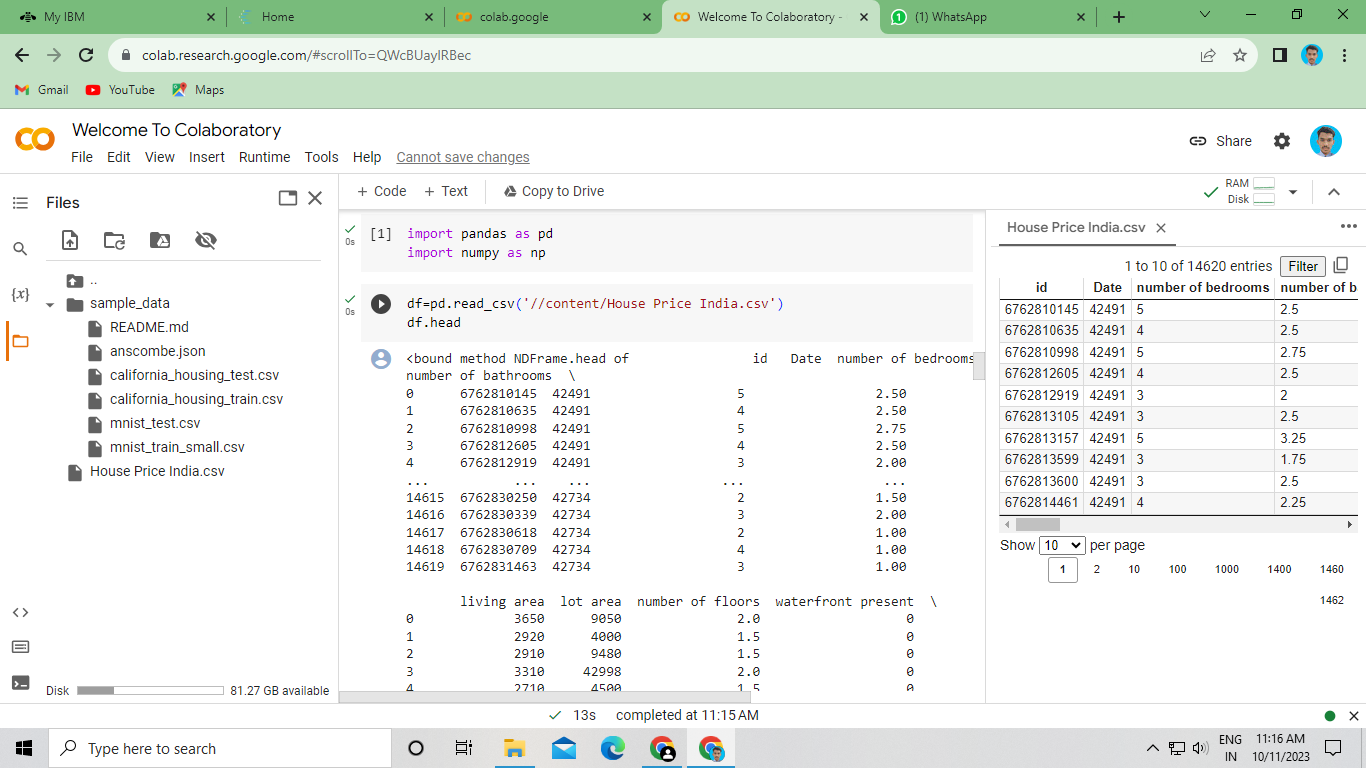 My IBM
Home
colab.google
Welcome To Colaboratory -
(1) WhatsApp
colab.research.google.com/#scrollTo=QWcBUaylRBec
Gmail
YouTube
Maps
Welcome To Colaboratory
File Edit View Insert Runtime Tools Help Cannot save changes
Share
Files
+ Code + Text Copy to Drive
RAM
Disk
..
sample_data
README.md
anscombe.json
california_housing_test.csv
california_housing_train.csv
mnist_test.csv
mnist_train_small.csv
House Price India.csv
Disk 81.27 GB available
0s
[1] import pandas as pd
import numpy as np
0s
df=pd.read_csv('//content/House Price India.csv')
df.head
<bound method NDFrame.head of id Date number of bedrooms
number of bathrooms \
0 6762810145 42491 5 2.50
1 6762810635 42491 4 2.50
2 6762810998 42491 5 2.75
3 6762812605 42491 4 2.50
4 6762812919 42491 3 2.00
... ... ... ... ...
14615 6762830250 42734 2 1.50
14616 6762830339 42734 3 2.00
14617 6762830618 42734 2 1.00
14618 6762830709 42734 4 1.00
14619 6762831463 42734 3 1.00
living area lot area number of floors waterfront present \
0 3650 9050 2.0 0
1 2920 4000 1.5 0
2 2910 9480 1.5 0
3 3310 42998 2.0 0
4 2710 4500 1.5 0
House Price India.csv
1 to 10 of 14620 entries Filter
id Date number of bedrooms number of b
6762810145 42491 5 2.5
6762810635 42491 4 2.5
6762810998 42491 5 2.75
6762812605 42491 4 2.5
6762812919 42491 3 2
6762813105 42491 3 2.5
6762813157 42491 5 3.25
6762813599 42491 3 1.75
6762813600 42491 3 2.5
6762814461 42491 4 2.25
Show 10 per page
1 2 10 100 1000 1400 1460
1462
13s completed at 11:15 AM
Type here to search
ENG
IN
11:16 AM
10/11/2023